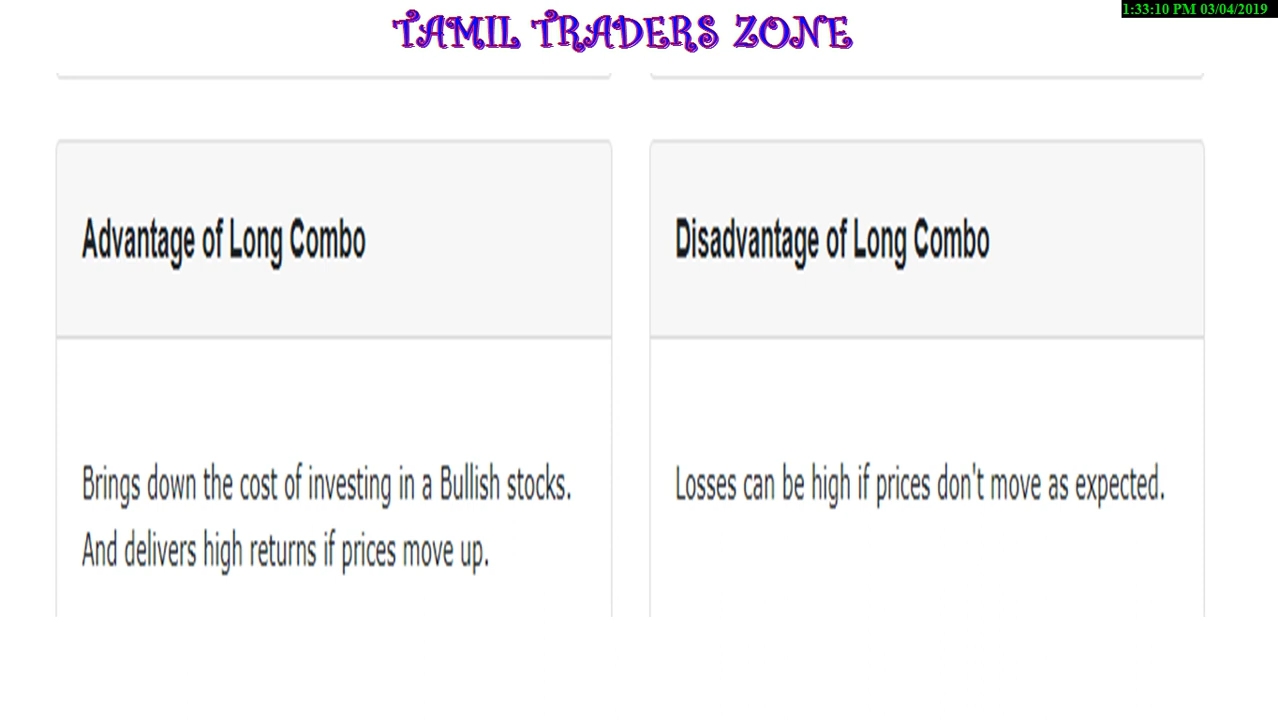 TAMIL TRADERS ZONE
1:33:10 PM 03/04/2019
Advantage of Long Combo
Disadvantage of Long Combo
Brings down the cost of investing in a Bullish stocks.
And delivers high returns if prices move up.
Losses can be high if prices don't move as expected.